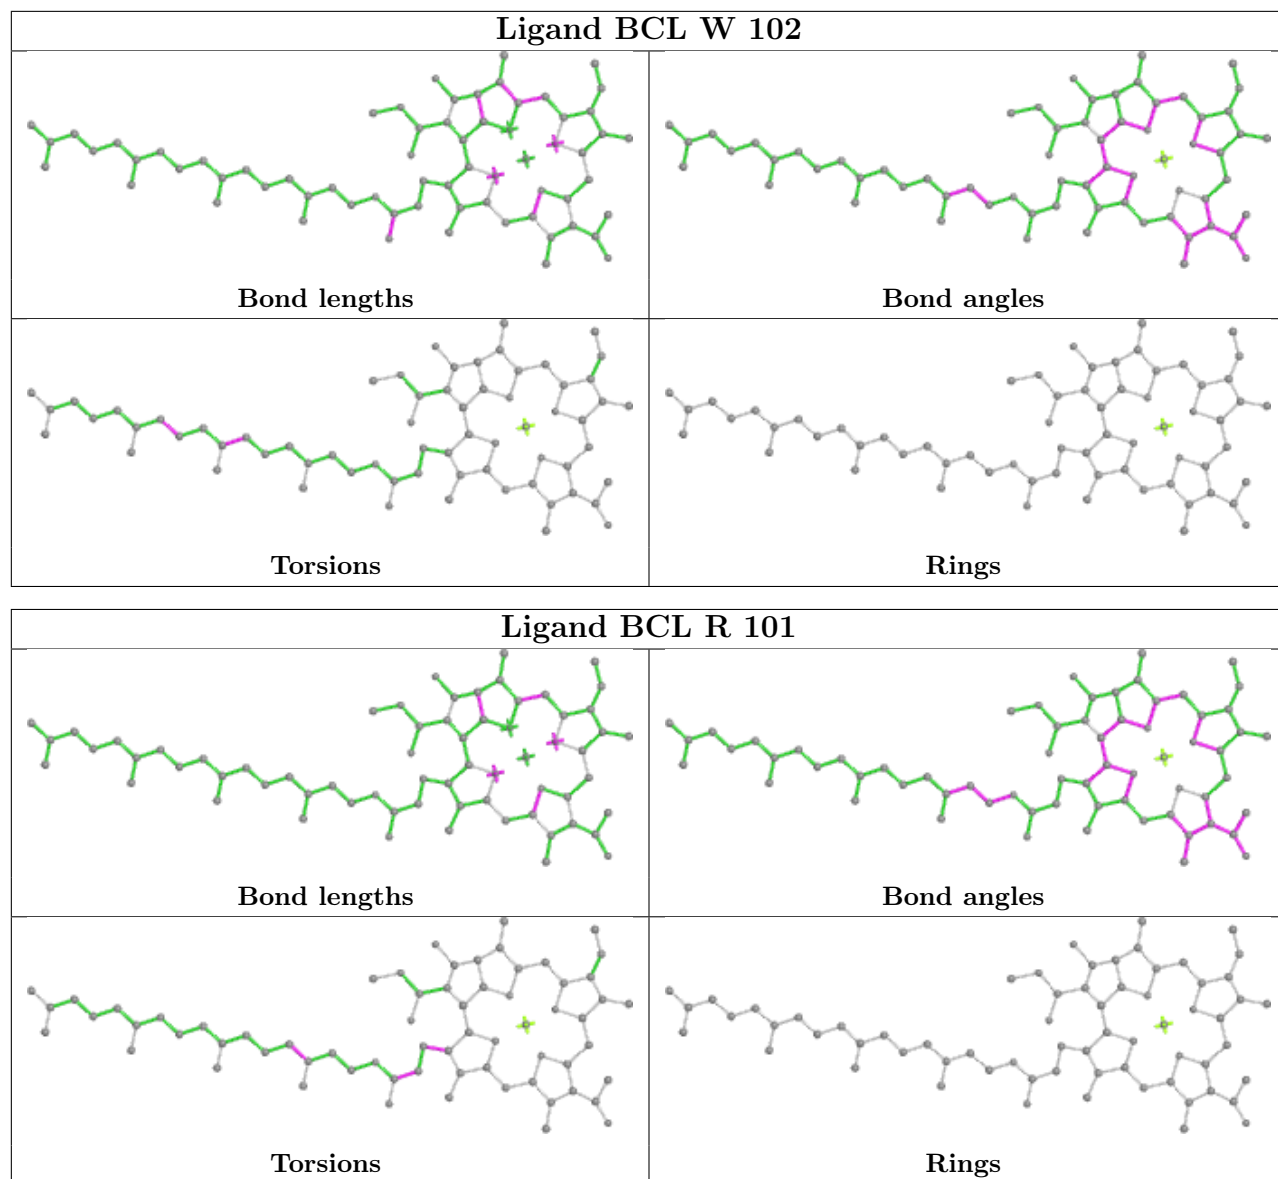 Ligand BCL W 102
Bond lengths
Bond angles
Torsions
Rings
Ligand BCL R 101
Bond lengths
Bond angles
Torsions
Rings